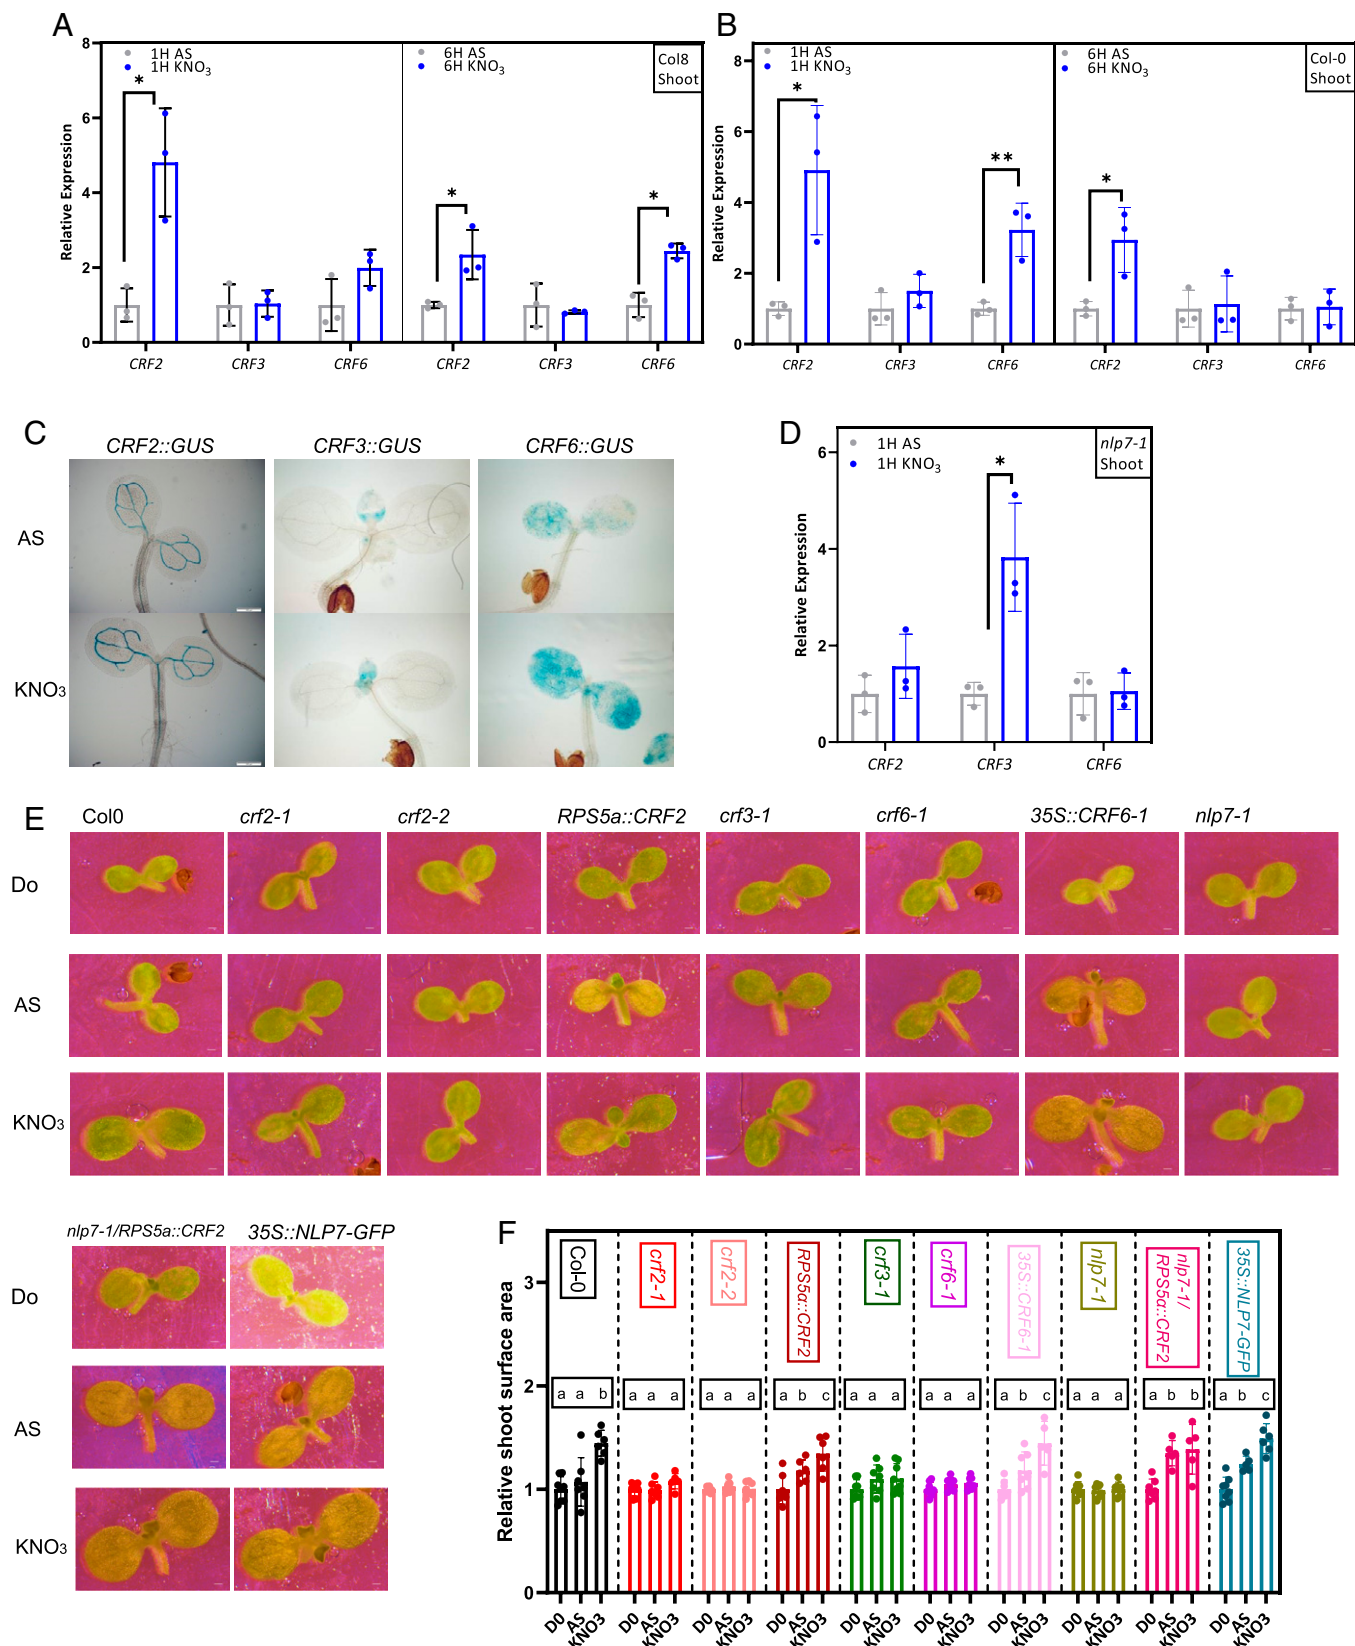 A
8
6
4
2
0
Relative Expression
1H AS
1H KNO3
*
6H AS
6H KNO3
*
*
Col8
Shoot
CRF2
CRF3
CRF6
CRF2
CRF3
CRF6
B
8
6
4
2
0
Relative Expression
1H AS
1H KNO3
*
**
6H AS
6H KNO3
*
Col-0
Shoot
CRF2
CRF3
CRF6
CRF2
CRF3
CRF6
C
CRF2::GUS
CRF3::GUS
CRF6::GUS
AS
KNO3
D
6
4
2
0
Relative Expression
1H AS
1H KNO3
*
nlp7-1
Shoot
CRF2
CRF3
CRF6
E
Col0
crf2-1
crf2-2
RPS5a::CRF2
crf3-1
crf6-1
35S::CRF6-1
nlp7-1
Do
AS
KNO3
nlp7-1/RPS5a::CRF2
35S::NLP7-GFP
Do
AS
KNO3
F
3
2
1
0
Relative shoot surface area
Col-0
crf2-1
crf2-2
RPS5a::CRF2
crf3-1
crf6-1
35S::CRF6-1
nlp7-1
nlp7-1/
RPS5a::CRF2
35S::NLP7-GFP
a a b
a a a
a a a
a b c
a a a
a a a
a b c
a a a
a b b
a b c
D0 AS KNO3
D0 AS KNO3
D0 AS KNO3
D0 AS KNO3
D0 AS KNO3
D0 AS KNO3
D0 AS KNO3
D0 AS KNO3
D0 AS KNO3
D0 AS KNO3